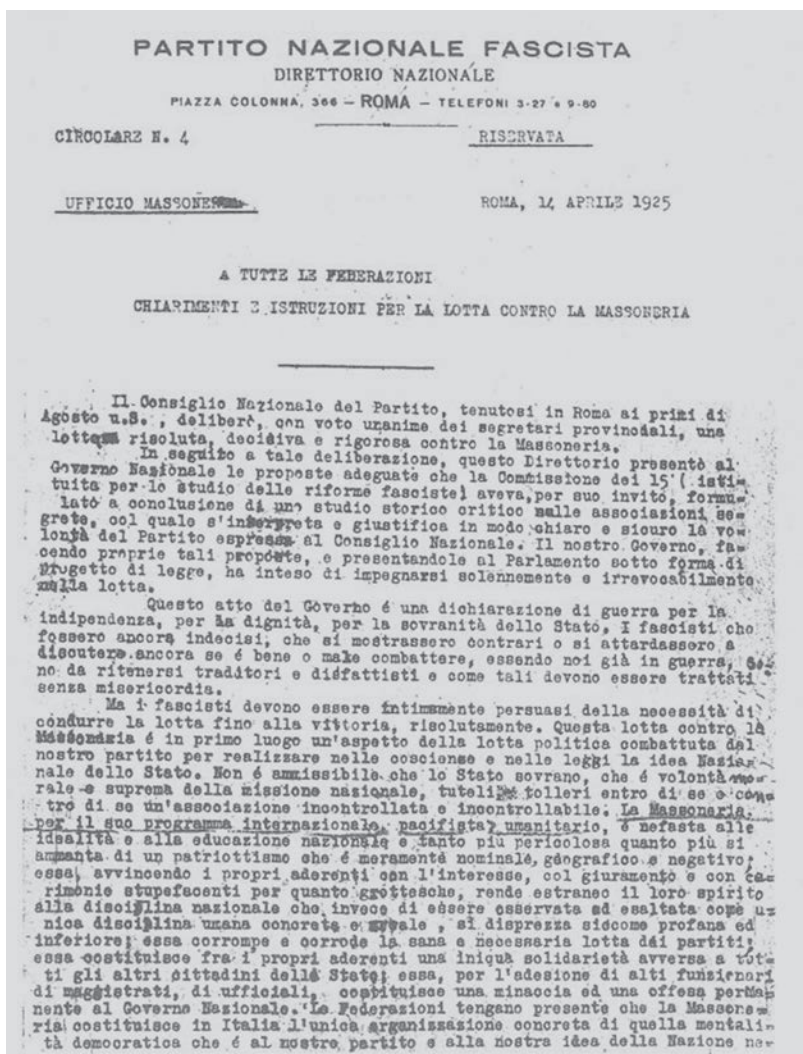 PARTITO NAZIONALE FASCISTA
DIRETTORIO NAZIONALE
PIAZZA COLONNA, 366 — ROMA — TELEFONI 3-27 e 9-80
CIRCOLARE N. 4 RISERVATA
UFFICIO ROMA, 14 APRILE 1925
A TUTTE LE FEDERAZIONI
CHIARIMENTI E ISTRUZIONI PER LA LOTTA CONTRO LA MASSONERIA
Il Consiglio Nazionale del Partito, tenutosi in Roma ai primi di
Agosto u.s., deliberò, con voto unanime dei segretari provinciali, una
lotta risoluta, decisiva e rigorosa contro la Massoneria.
In seguito a tale deliberazione, questo Direttorio presentò al
Governo Nazionale le proposte adeguate che la Commissione dei 15 ( isti=
tuita per lo studio delle riforme fasciste) aveva,per suo invito, formu=
lato a conclusione di uno studio storico critico sulle associazioni se=
grete, col quale s'interpreta e giustifica in modo chiaro e sicuro la vo=
lontà del Partito espressa al Consiglio Nazionale. Il nostro Governo, fa=
cendo proprie tali proposte, e presentandole al Parlamento sotto forma di
progetto di legge, ha inteso di impegnarsi solennemente e irrevocabilmente
nella lotta.
Questo atto del Governo é una dichiarazione di guerra per la
indipendenza, per la dignità, per la sovranità dello Stato. I fascisti che
fossero ancora indecisi, che si mostrassero contrari o si attardassero a
discutere ancora se é bene o male combattere, essendo noi già in guerra, so=
no da ritenersi traditori e disfattisti e come tali devono essere trattati
senza misericordia.
Ma i fascisti devono essere intimamente persuasi della necessità di
condurre la lotta fino alla vittoria, risolutamente. Questa lotta contro la
Massoneria é in primo luogo un'aspetto della lotta politica combattuta dal
nostro partito per realizzare nelle coscienze e nelle leggi la idea Nazio=
nale dello Stato. Non é ammissibile che lo Stato sovrano, che é volontà mo=
rale e suprema della missione nazionale, tuteli e tolleri entro di se o con=
tro di se un'associazione incontrollata e incontrollabile. La Massoneria,
per il suo programma internazionale, pacifista, umanitario, é nefasta alle
idealità e alla educazione nazionale e tanto più pericolosa quanto più si
ammanta di un patriottismo che é meramente nominale, geografico e negativo;
essa, avvincendo i propri aderenti con l'interesse, col giuramento e con ce=
rimonie stupefacenti per quanto grottesche, rende estraneo il loro spirito
alla disciplina nazionale che invece di essere osservata ed esaltata come u=
nica disciplina umana concreta e , si disprezza siccome profana ed
inferiore; essa corrompe e corrode la sana e necessaria lotta dei partiti;
essa costituisce fra i propri aderenti una iniqua solidarietà avversa a tut=
ti gli altri cittadini dello Stato; essa, per l'adesione di alti funzionari
di magistrati, di ufficiali, costituisce una minaccia ed una offesa perma=
nente al Governo Nazionale. Le Federazioni tengano presente che la Massone=
ria costituisce in Italia l'unica organizzazione concreta di quella mentali=
tà democratica che é al nostro partito e alla nostra idea della Nazione ne=